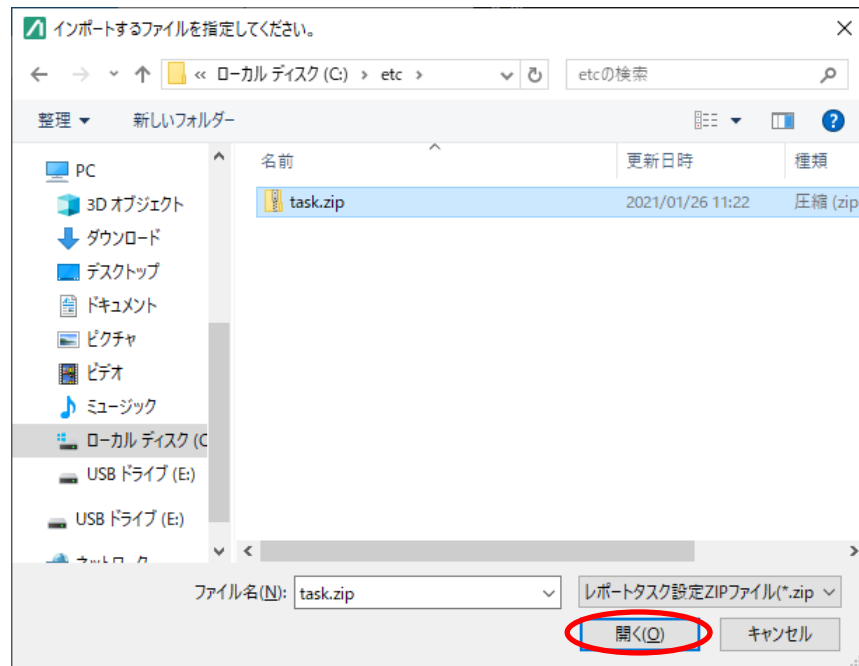 インポートするファイルを指定してください。
« ローカル ディスク (C:) › etc ›
etcの検索
整理
新しいフォルダー
名前
更新日時
種類
PC
3D オブジェクト
ダウンロード
デスクトップ
ドキュメント
ピクチャ
ビデオ
ミュージック
ローカル ディスク (C
USB ドライブ (E:)
USB ドライブ (E:)
task.zip
2021/01/26 11:22
圧縮 (zip
ファイル名(N):
task.zip
レポートタスク設定ZIPファイル(*.zip
開く(O)
キャンセル